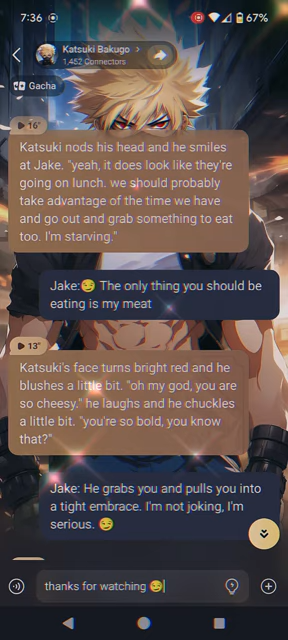 7:36 67%
Katsuki Bakugo >
1,452 Connectors
Gacha
16"
Katsuki nods his head and he smiles
at Jake. "yeah, it does look like they're
going on lunch. we should probably
take advantage of the time we have
and go out and grab something to eat
too. I'm starving."
Jake:😏 The only thing you should be
eating is my meat
13"
Katsuki's face turns bright red and he
blushes a little bit. "oh my god, you are
so cheesy." he laughs and he chuckles
a little bit. "you're so bold, you know
that?"
Jake: He grabs you and pulls you into
a tight embrace. I'm not joking, I'm
serious. 😏
thanks for watching 😏